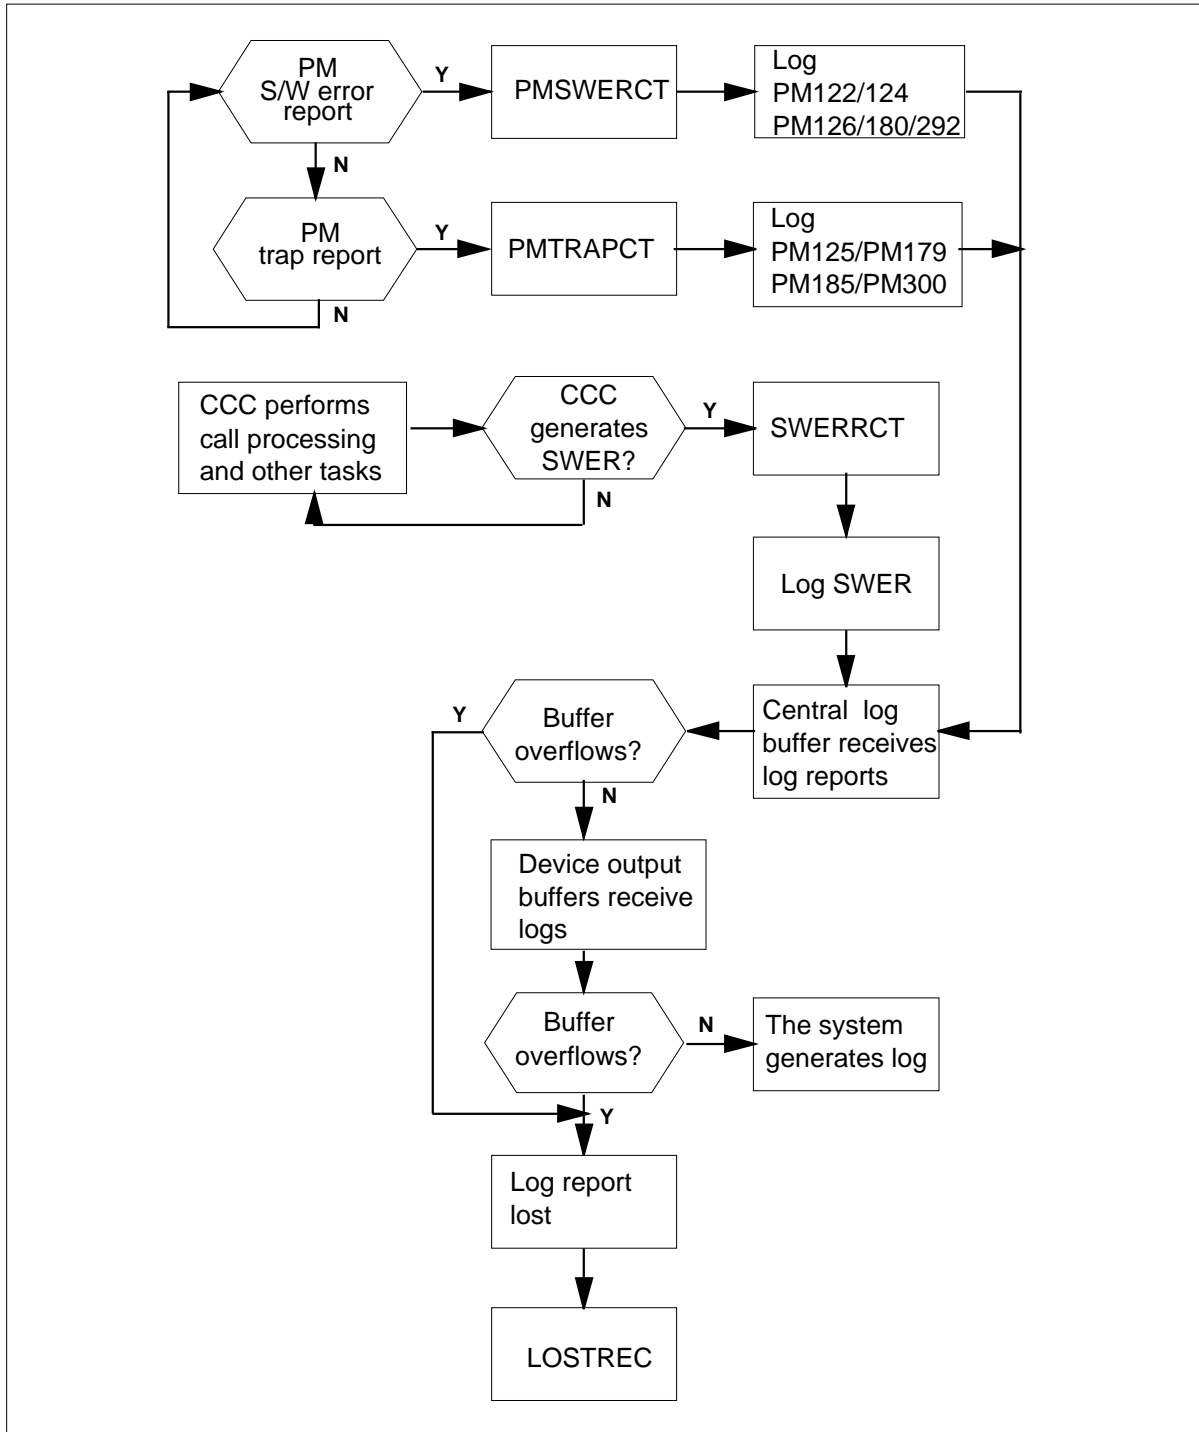 PM
S/W error
report
Y
PMSWERCT
Log
PM122/124
PM126/180/292
N
PM
trap report
Y
PMTRAPCT
Log
PM125/PM179
PM185/PM300
N
CCC performs
call processing
and other tasks
CCC
generates
SWER?
Y
SWERRCT
N
Log SWER
Central log
buffer receives
log reports
Buffer
overflows?
Y
N
Device output
buffers receive
logs
Buffer
overflows?
N
The system
generates log
Y
Log report
lost
LOSTREC